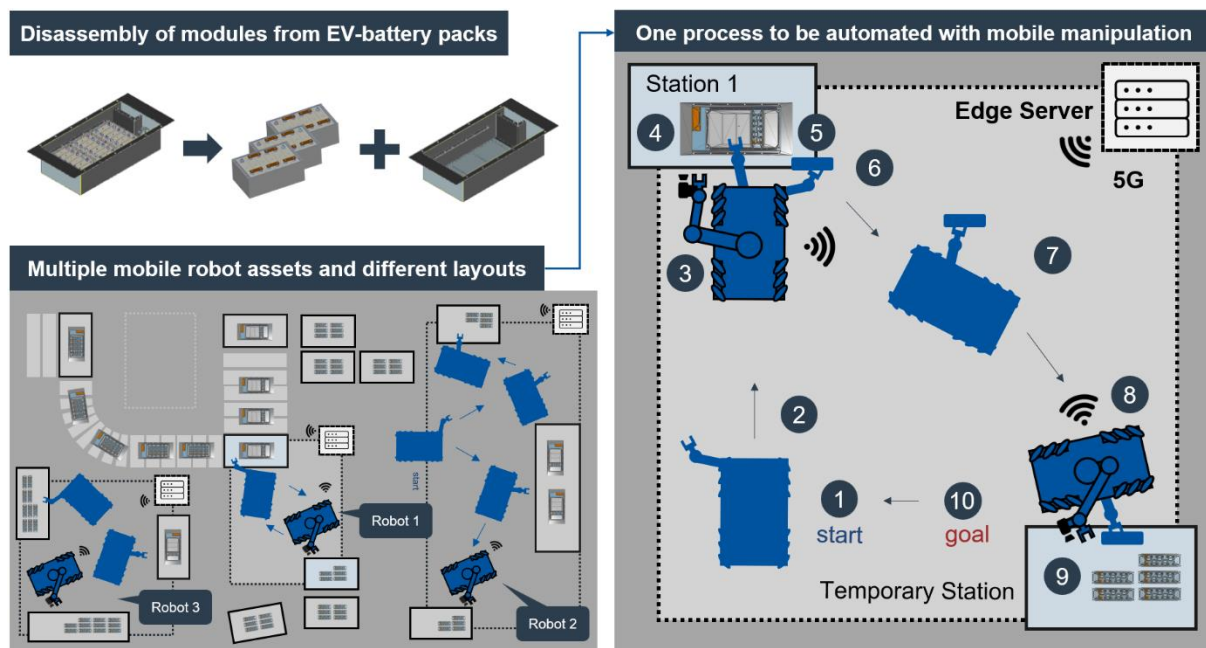 Disassembly of modules from EV-battery packs
One process to be automated with mobile manipulation
Station 1
Edge Server
5G
4
5
6
3
7
2
8
1
start
10
goal
9
Temporary Station
Multiple mobile robot assets and different layouts
start
Robot 1
Robot 2
Robot 3